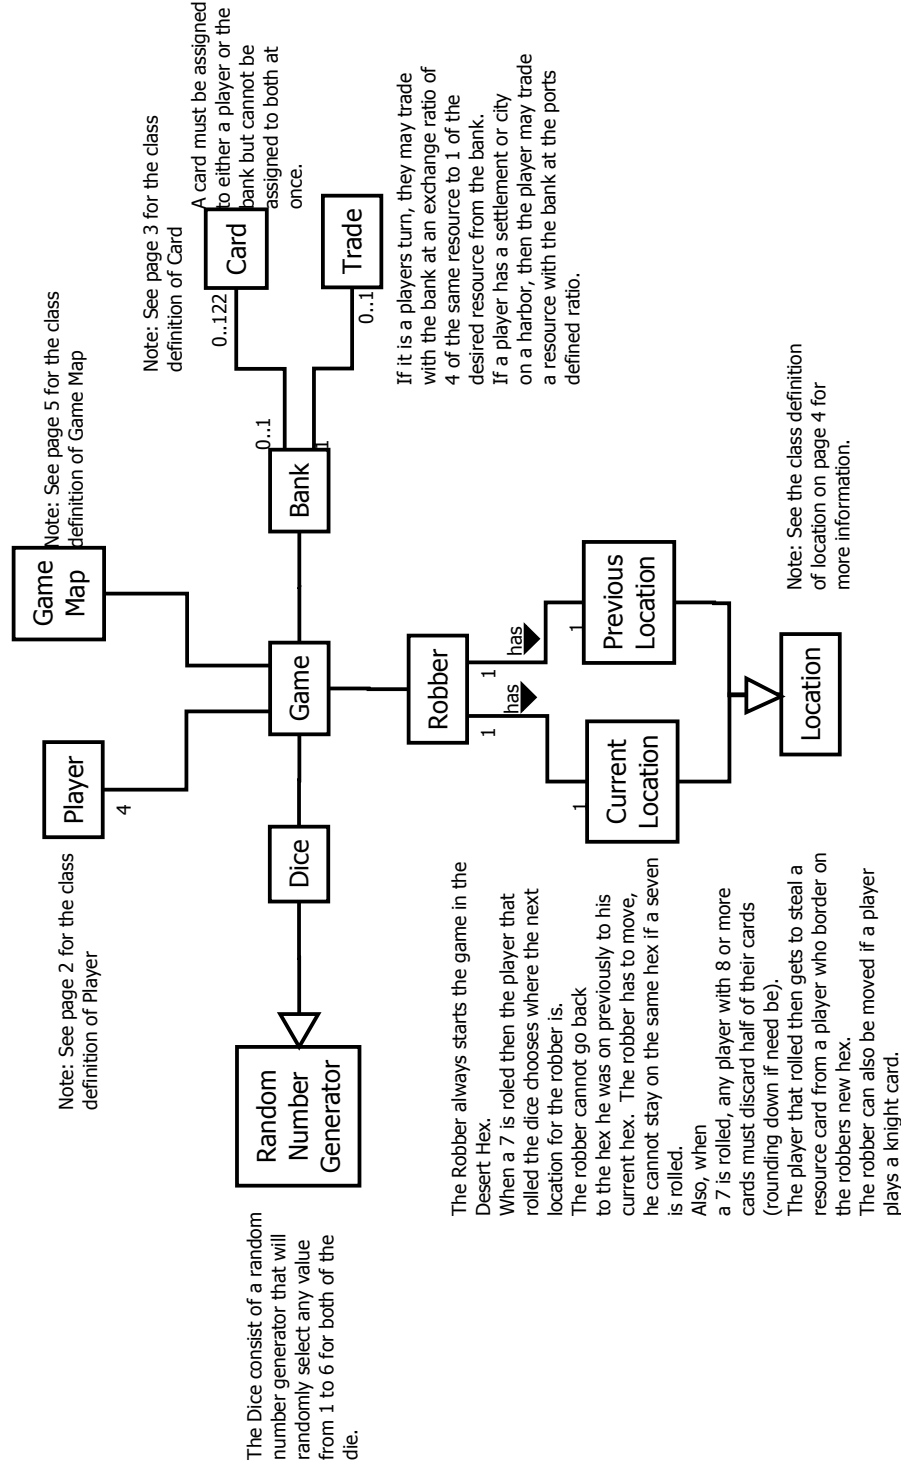 Note: See page 2 for the class
definition of Player
Player
4
Game
Map
Note: See page 5 for the class
definition of Game Map
Note: See page 3 for the class
definition of Card
A card must be assigned
to either a player or the
bank but cannot be
assigned to both at
once.
The Dice consist of a random
number generator that will
randomly select any value
from 1 to 6 for both of the
die.
Random
Number
Generator
Dice
Game
Bank
0..1
1
0..122
Card
0..1
Trade
If it is a players turn, they may trade
with the bank at an exchange ratio of
4 of the same resource to 1 of the
desired resource from the bank.
If a player has a settlement or city
on a harbor, then the player may trade
a resource with the bank at the ports
defined ratio.
Robber
1
has
1
has
1
Current
Location
1
Previous
Location
Location
Note: See the class definition
of location on page 4 for
more information.
The Robber always starts the game in the
Desert Hex.
When a 7 is roled then the player that
rolled the dice chooses where the next
location for the robber is.
The robber cannot go back
to the hex he was on previously to his
current hex. The robber has to move,
he cannot stay on the same hex if a seven
is rolled.
Also, when
a 7 is rolled, any player with 8 or more
cards must discard half of their cards
(rounding down if need be).
The player that rolled then gets to steal a
resource card from a player who border on
the robbers new hex.
The robber can also be moved if a player
plays a knight card.